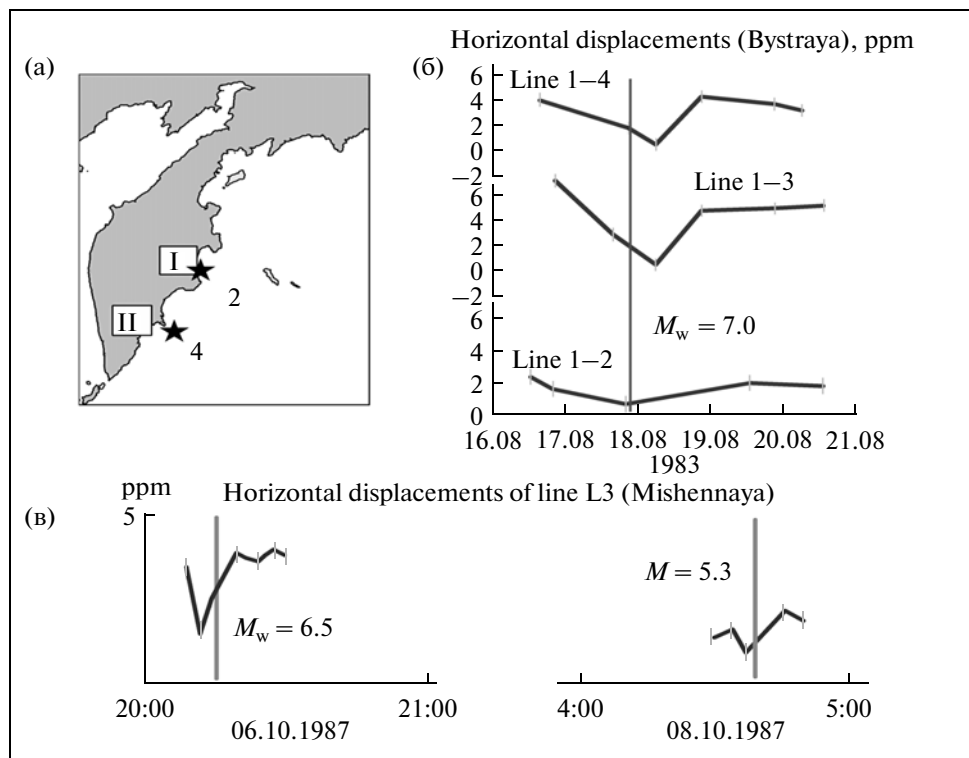 (а)
I
2
II
4
(б)
Horizontal displacements (Bystraya), ppm
Line 1–4
6
4
2
0
–2
Line 1–3
6
4
2
0
–2
M_w = 7.0
Line 1–2
6
4
2
0
16.08 17.08 18.08 19.08 20.08 21.08
1983
(в)
ppm
Horizontal displacements of line L3 (Mishennaya)
5
M_w = 6.5
M = 5.3
20:00 21:00 4:00 5:00
06.10.1987 08.10.1987